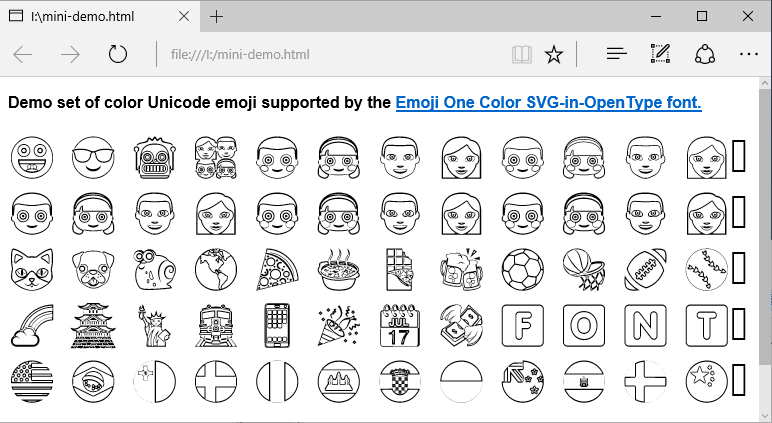 I:\mini-demo.html
file:///I:/mini-demo.html
Demo set of color Unicode emoji supported by the Emoji One Color SVG-in-OpenType font.
JUL
17
F O N T